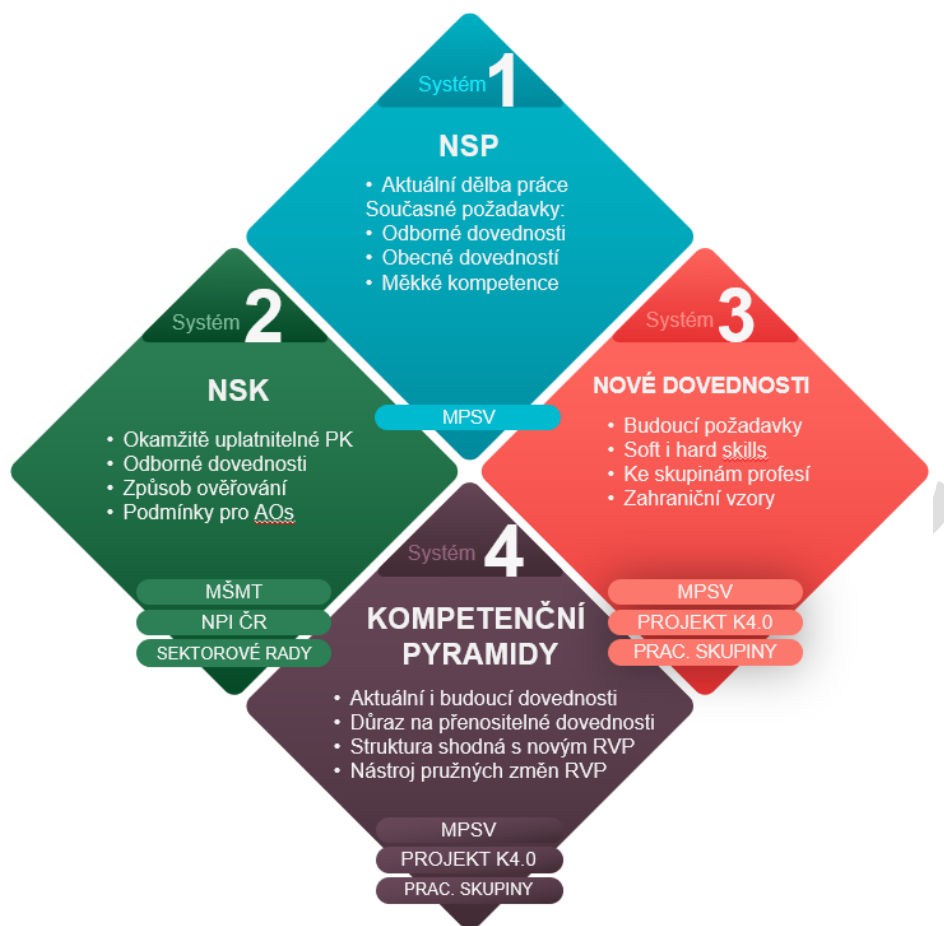 Systém 1
NSP
• Aktuální dělba práce
Současné požadavky:
• Odborné dovednosti
• Obecné dovedností
• Měkké kompetence
MPSV
Systém 2
NSK
• Okamžitě uplatnitelné PK
• Odborné dovednosti
• Způsob ověřování
• Podmínky pro AOs
MŠMT
NPI ČR
SEKTOROVÉ RADY
Systém 3
NOVÉ DOVEDNOSTI
• Budoucí požadavky
• Soft i hard skills
• Ke skupinám profesí
• Zahraniční vzory
MPSV
PROJEKT K4.0
PRAC. SKUPINY
Systém 4
KOMPETENČNÍ
PYRAMIDY
• Aktuální i budoucí dovednosti
• Důraz na přenositelné dovednosti
• Struktura shodná s novým RVP
• Nástroj pružných změn RVP
MPSV
PROJEKT K4.0
PRAC. SKUPINY